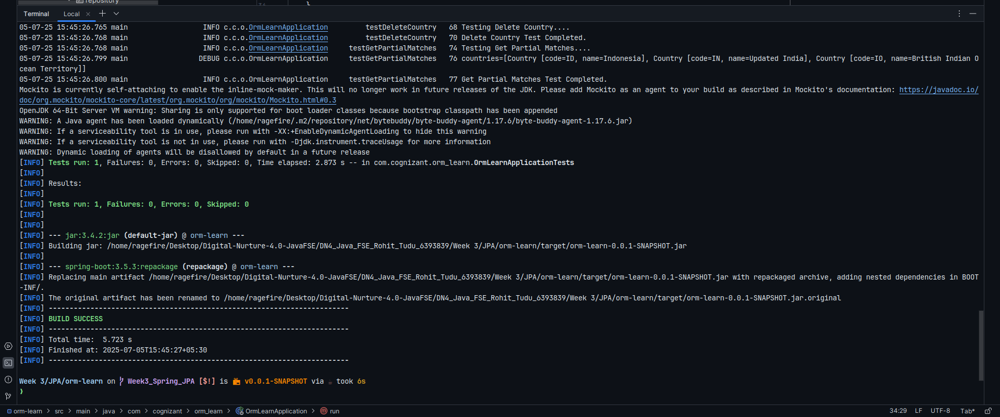 repository
36 }
Terminal Local
05-07-25 15:45:26.765 main INFO c.c.o.OrmLearnApplication testDeleteCountry 68 Testing Delete Country....
05-07-25 15:45:26.768 main INFO c.c.o.OrmLearnApplication testDeleteCountry 70 Delete Country Test Completed.
05-07-25 15:45:26.768 main INFO c.c.o.OrmLearnApplication testGetPartialMatches 74 Testing Get Partial Matches....
05-07-25 15:45:26.799 main DEBUG c.c.o.OrmLearnApplication testGetPartialMatches 76 countries=[Country [code=ID, name=Indonesia], Country [code=IN, name=Updated India], Country [code=IO, name=British Indian O
cean Territory]]
05-07-25 15:45:26.800 main INFO c.c.o.OrmLearnApplication testGetPartialMatches 77 Get Partial Matches Test Completed.
Mockito is currently self-attaching to enable the inline-mock-maker. This will no longer work in future releases of the JDK. Please add Mockito as an agent to your build as described in Mockito's documentation: https://javadoc.io/
doc/org.mockito/mockito-core/latest/org.mockito/org/mockito/Mockito.html#0.3
OpenJDK 64-Bit Server VM warning: Sharing is only supported for boot loader classes because bootstrap classpath has been appended
WARNING: A Java agent has been loaded dynamically (/home/ragefire/.m2/repository/net/bytebuddy/byte-buddy-agent/1.17.6/byte-buddy-agent-1.17.6.jar)
WARNING: If a serviceability tool is in use, please run with -XX:+EnableDynamicAgentLoading to hide this warning
WARNING: If a serviceability tool is not in use, please run with -Djdk.instrument.traceUsage for more information
WARNING: Dynamic loading of agents will be disallowed by default in a future release
[INFO] Tests run: 1, Failures: 0, Errors: 0, Skipped: 0, Time elapsed: 2.873 s -- in com.cognizant.orm_learn.OrmLearnApplicationTests
[INFO]
[INFO] Results:
[INFO]
[INFO] Tests run: 1, Failures: 0, Errors: 0, Skipped: 0
[INFO]
[INFO]
[INFO] --- jar:3.4.2:jar (default-jar) @ orm-learn ---
[INFO] Building jar: /home/ragefire/Desktop/Digital-Nurture-4.0-JavaFSE/DN4_Java_FSE_Rohit_Tudu_6393839/Week 3/JPA/orm-learn/target/orm-learn-0.0.1-SNAPSHOT.jar
[INFO]
[INFO] --- spring-boot:3.5.3:repackage (repackage) @ orm-learn ---
[INFO] Replacing main artifact /home/ragefire/Desktop/Digital-Nurture-4.0-JavaFSE/DN4_Java_FSE_Rohit_Tudu_6393839/Week 3/JPA/orm-learn/target/orm-learn-0.0.1-SNAPSHOT.jar with repackaged archive, adding nested dependencies in BOOT
-INF/.
[INFO] The original artifact has been renamed to /home/ragefire/Desktop/Digital-Nurture-4.0-JavaFSE/DN4_Java_FSE_Rohit_Tudu_6393839/Week 3/JPA/orm-learn/target/orm-learn-0.0.1-SNAPSHOT.jar.original
[INFO] ------------------------------------------------------------------------
[INFO] BUILD SUCCESS
[INFO] ------------------------------------------------------------------------
[INFO] Total time:  5.723 s
[INFO] Finished at: 2025-07-05T15:45:27+05:30
[INFO] ------------------------------------------------------------------------
Week 3/JPA/orm-learn on Week3_Spring_JPA [$!] is v0.0.1-SNAPSHOT via took 6s
❯
orm-learn > src > main > java > com > cognizant > orm_learn > OrmLearnApplication > run 34:29 LF UTF-8 Tab*